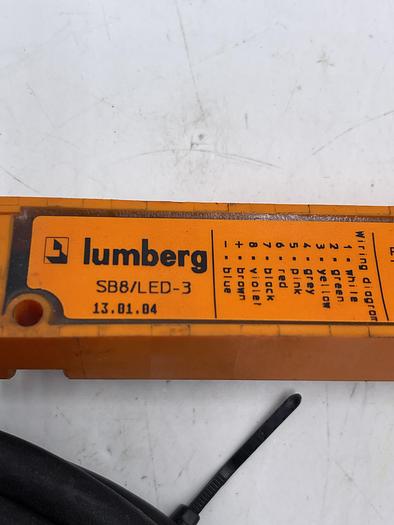 lumberg
SB8/LED-3
13.01.04
Wiring diagram
1 - white
2 - green
3 - yellow
4 - grey
5 - pink
6 - red
7 - black
8 - violet
+ - brown
- - blue